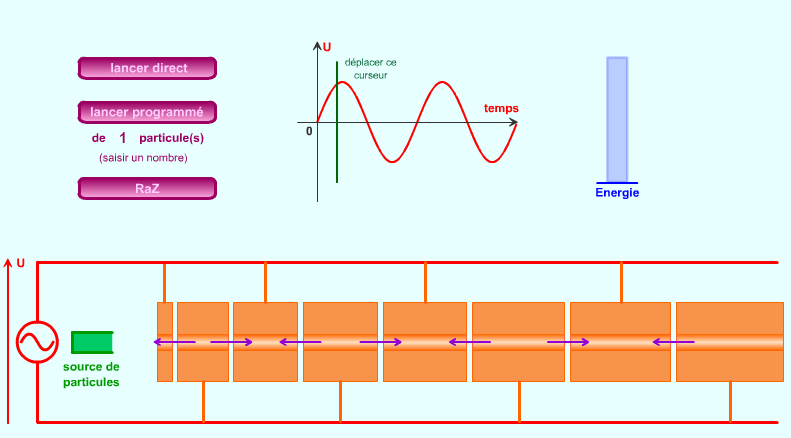 lancer direct
lancer programmé
de 1 particule(s)
(saisir un nombre)
RaZ
U
déplacer ce
curseur
temps
0
Energie
U
source de
particules